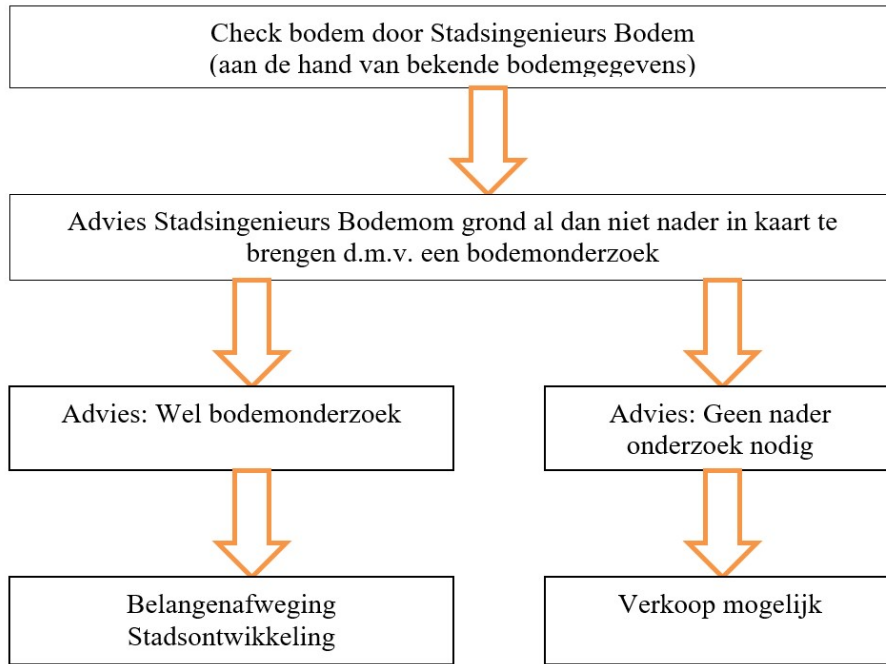 Check bodem door Stadsingenieurs Bodem
(aan de hand van bekende bodemgegevens)
Advies Stadsingenieurs Bodemom grond al dan niet nader in kaart te
brengen d.m.v. een bodemonderzoek
Advies: Wel bodemonderzoek
Advies: Geen nader
onderzoek nodig
Belangenafweging
Stadsontwikkeling
Verkoop mogelijk